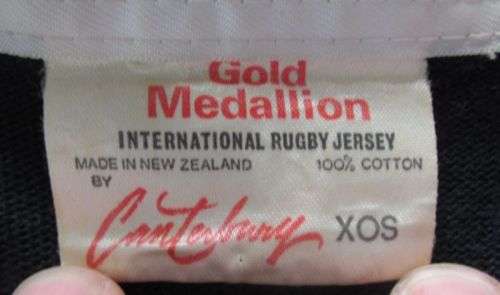 Gold
Medallion
INTERNATIONAL RUGBY JERSEY
MADE IN NEW ZEALAND 100% COTTON
BY
Canterbury XOS